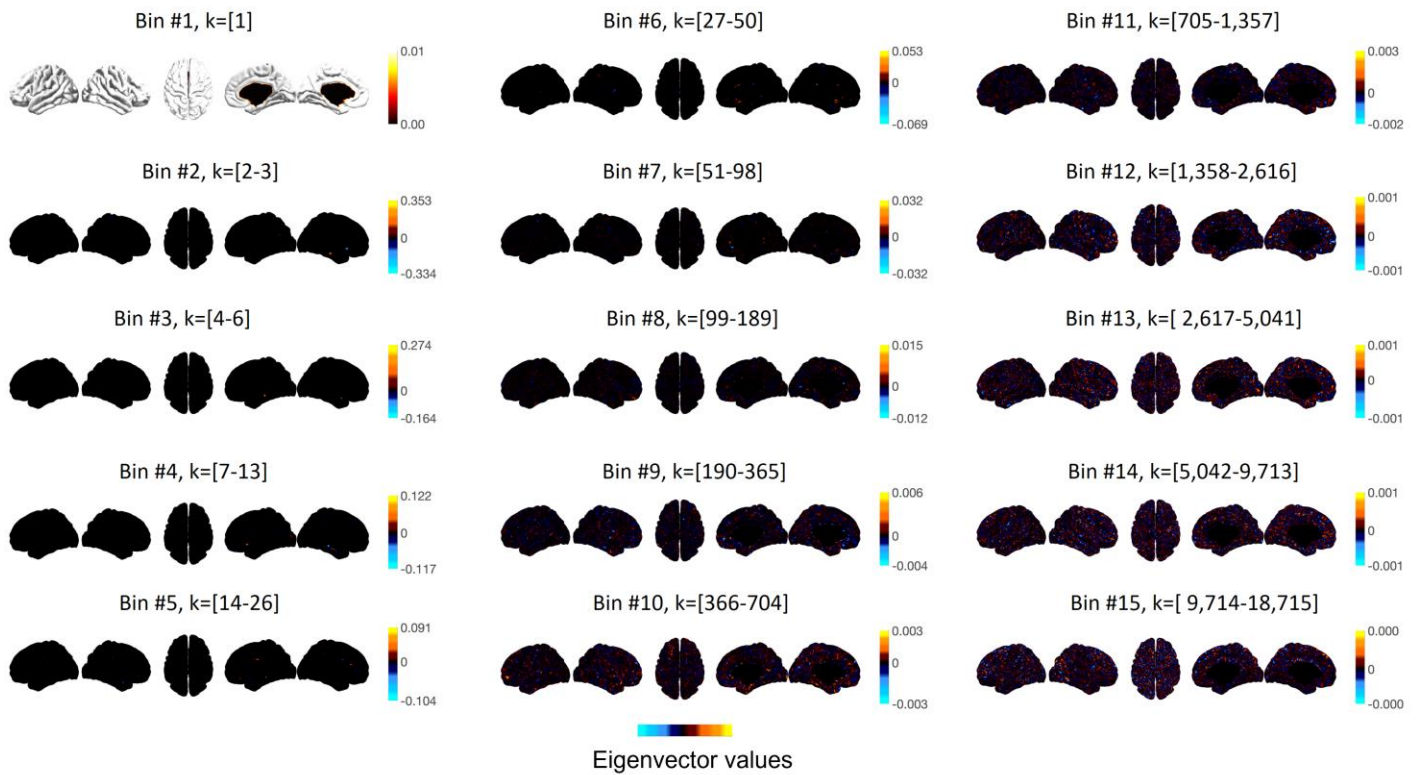 Bin #1, k=[1]
0.01
0.00
Bin #2, k=[2-3]
0.353
0
-0.334
Bin #3, k=[4-6]
0.274
0
-0.164
Bin #4, k=[7-13]
0.122
0
-0.117
Bin #5, k=[14-26]
0.091
0
-0.104
Bin #6, k=[27-50]
0.053
0
-0.069
Bin #7, k=[51-98]
0.032
0
-0.032
Bin #8, k=[99-189]
0.015
0
-0.012
Bin #9, k=[190-365]
0.006
0
-0.004
Bin #10, k=[366-704]
0.003
0
-0.003
Bin #11, k=[705-1,357]
0.003
0
-0.002
Bin #12, k=[1,358-2,616]
0.001
0
-0.001
Bin #13, k=[ 2,617-5,041]
0.001
0
-0.001
Bin #14, k=[5,042-9,713]
0.001
0
-0.001
Bin #15, k=[ 9,714-18,715]
0.000
0
-0.000
Eigenvector values